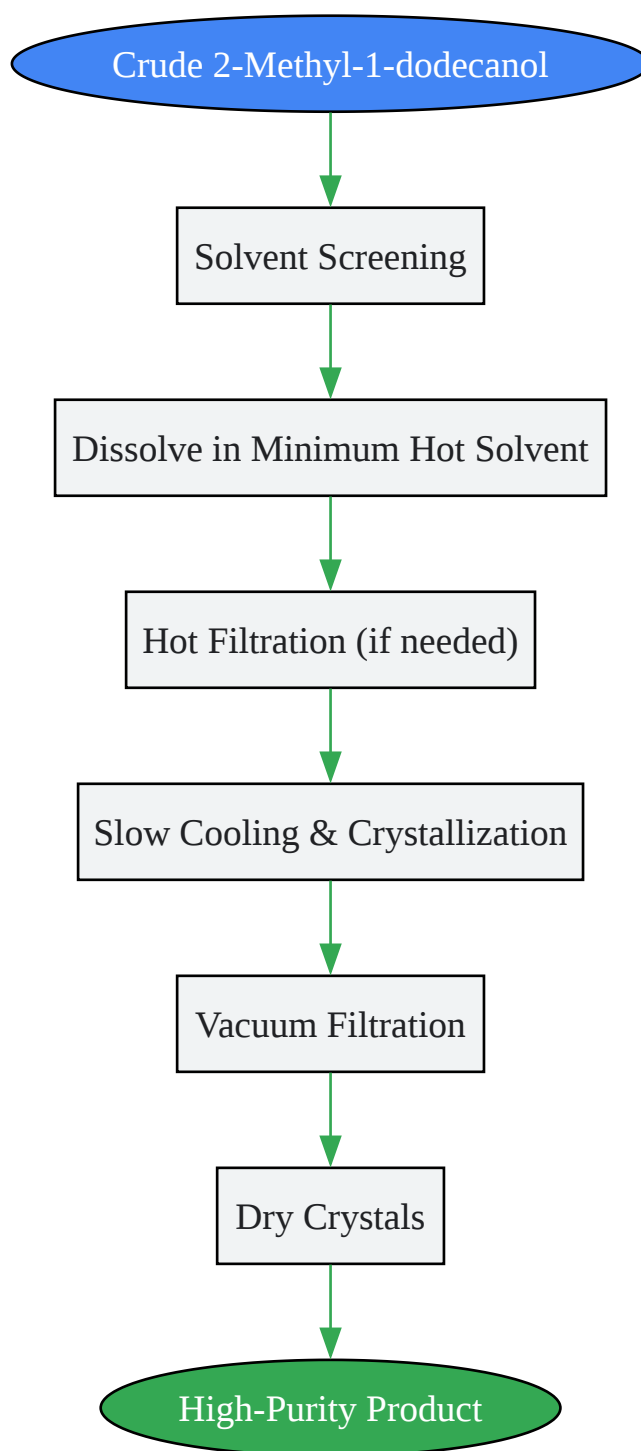 Crude 2-Methyl-1-dodecanol
Solvent Screening
Dissolve in Minimum Hot Solvent
Hot Filtration (if needed)
Slow Cooling & Crystallization
Vacuum Filtration
Dry Crystals
High-Purity Product